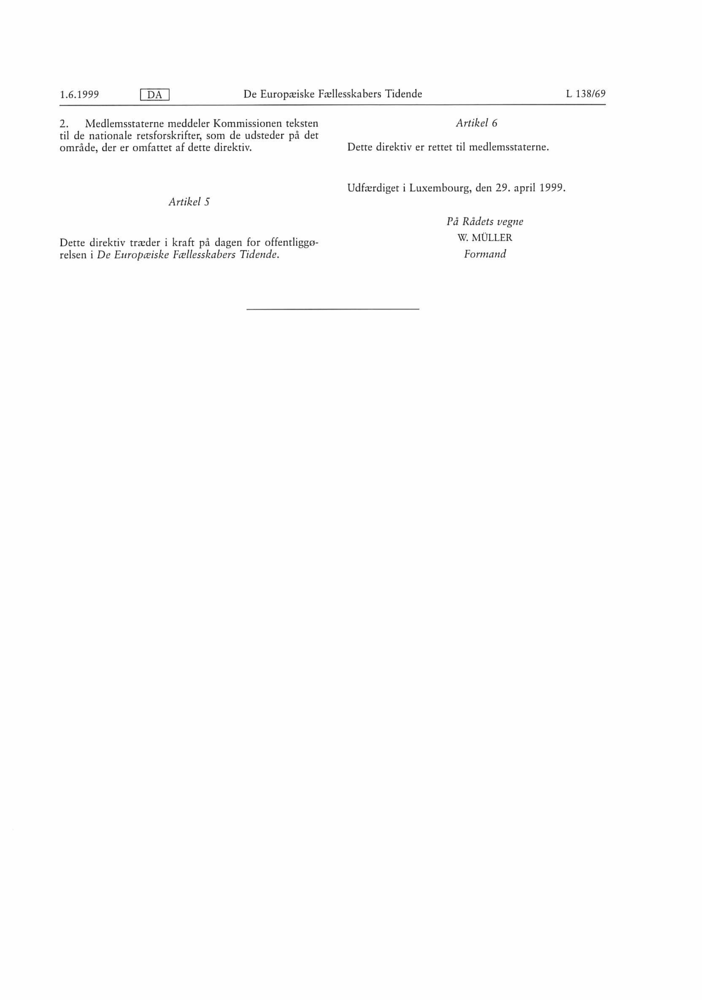 1.6.1999 DA De Europæiske Fællesskabers Tidende L 138/69
2. Medlemsstaterne meddeler Kommissionen teksten
til de nationale retsforskrifter, som de udsteder på det
område, der er omfattet af dette direktiv.
Artikel 5
Dette direktiv træder i kraft på dagen for offentliggø-
relsen i De Europæiske Fællesskabers Tidende.
Artikel 6
Dette direktiv er rettet til medlemsstaterne.
Udfærdiget i Luxembourg, den 29. april 1999.
På Rådets vegne
W. MÜLLER
Formand